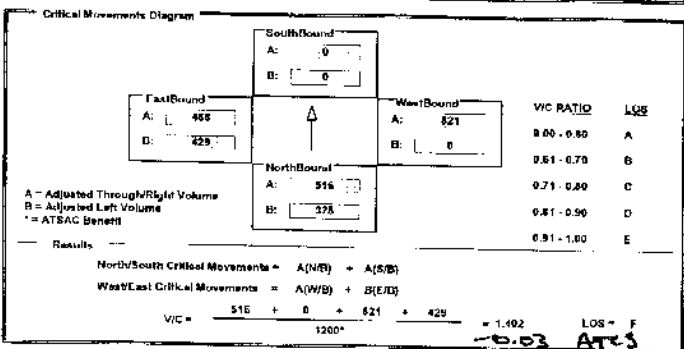 Critical Movements Diagram
SouthBound
A: 0
B: 0
EastBound
A:
B: 429
WestBound
A: 821
B: 0
NorthBound
A: 516
B:
A = Adjusted Through/Right Volume
B = Adjusted Left Volume
* = ATSAC Benefit
V/C RATIO LOS
0.00 - 0.60 A
0.61 - 0.70 B
0.71 - 0.80 C
0.81 - 0.90 D
0.91 - 1.00 E
Results
North/South Critical Movements = A(N/B) + A(S/B)
West/East Critical Movements = A(W/B) + B(E/B)
516 + 0 + 821 + 429
V/C = = 1.402 LOS = F
1200*
-0.03 ATCS